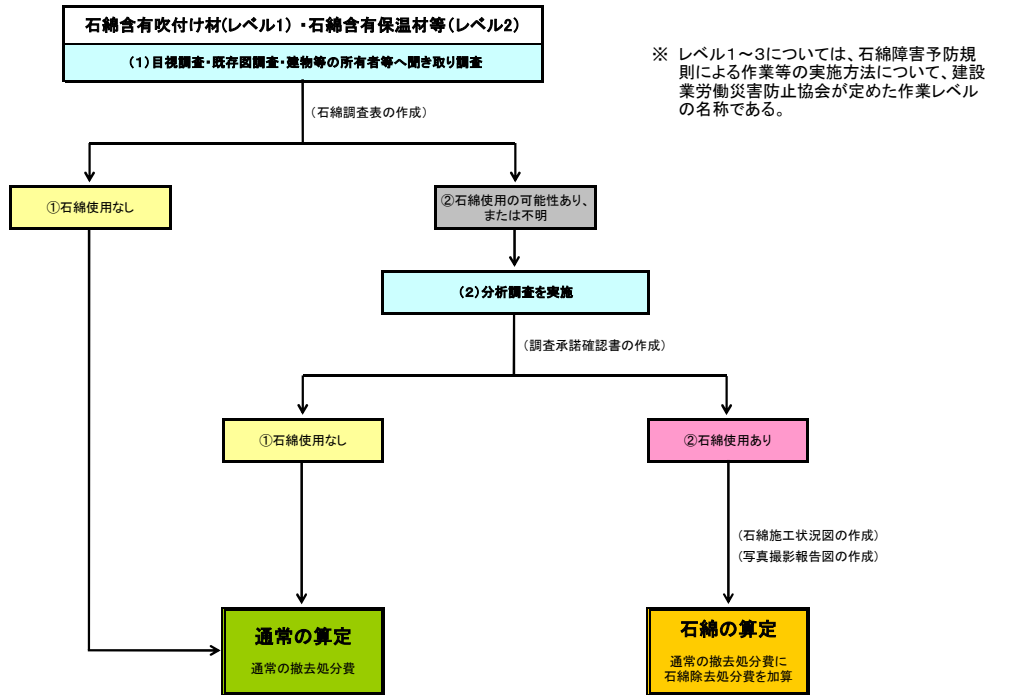 石綿含有吹付け材(レベル1)・石綿含有保温材等(レベル2)
(1)目視調査・既存図調査・建物等の所有者等へ聞き取り調査
※ レベル1～3については、石綿障害予防規
則による作業等の実施方法について、建設
業労働災害防止協会が定めた作業レベル
の名称である。
(石綿調査表の作成)
①石綿使用なし
②石綿使用の可能性あり、
または不明
(2)分析調査を実施
(調査承諾確認書の作成)
①石綿使用なし
②石綿使用あり
(石綿施工状況図の作成)
(写真撮影報告図の作成)
通常の算定
通常の撤去処分費
石綿の算定
通常の撤去処分費に
石綿除去処分費を加算